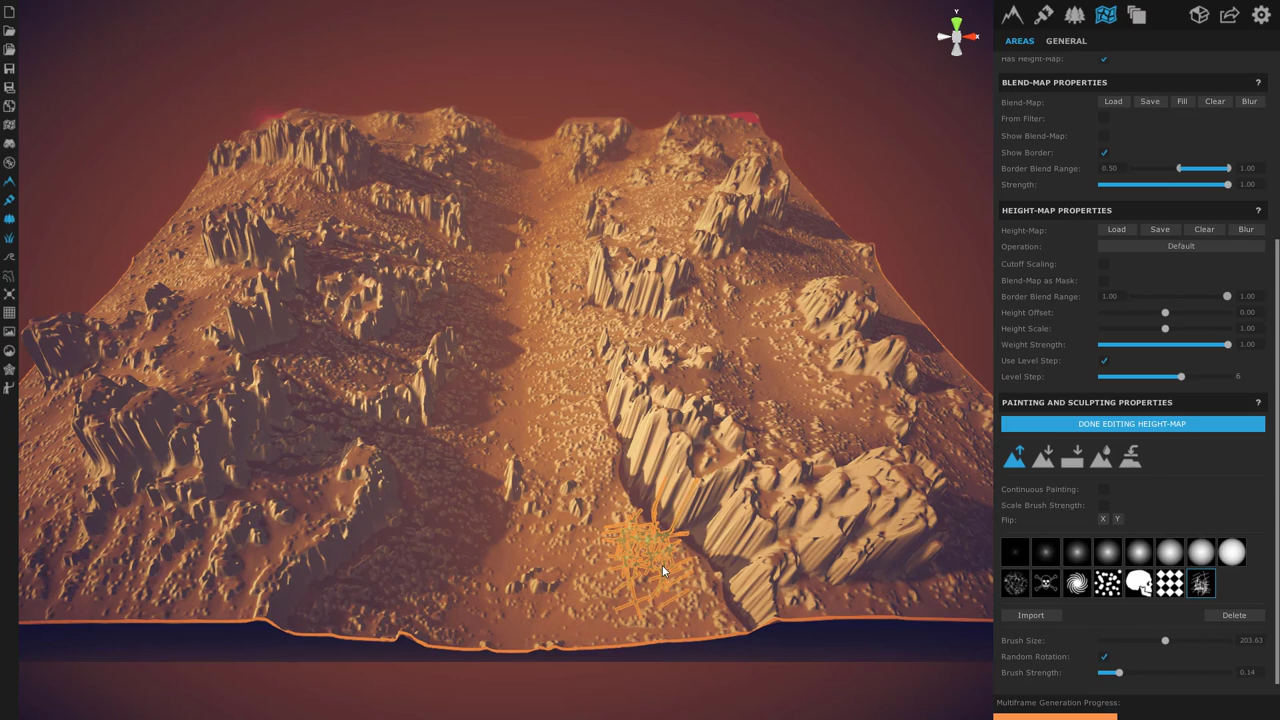 Y
X
AREAS GENERAL
Has Height-Map:
BLEND-MAP PROPERTIES ?
Blend-Map: Load Save Fill Clear Blur
From Filter:
Show Blend-Map:
Show Border:
Border Blend Range: 0.50 1.00
Strength: 1.00
HEIGHT-MAP PROPERTIES ?
Height-Map: Load Save Clear Blur
Operation: Default
Cutoff Scaling:
Blend-Map as Mask:
Border Blend Range: 1.00 1.00
Height Offset: 0.00
Height Scale: 1.00
Weight Strength: 1.00
Use Level Step:
Level Step: 6
PAINTING AND SCULPTING PROPERTIES ?
DONE EDITING HEIGHT-MAP
Continuous Painting:
Scale Brush Strength:
Flip: X Y
Import Delete
Brush Size: 203.63
Random Rotation:
Brush Strength: 0.14
Multiframe Generation Progress: